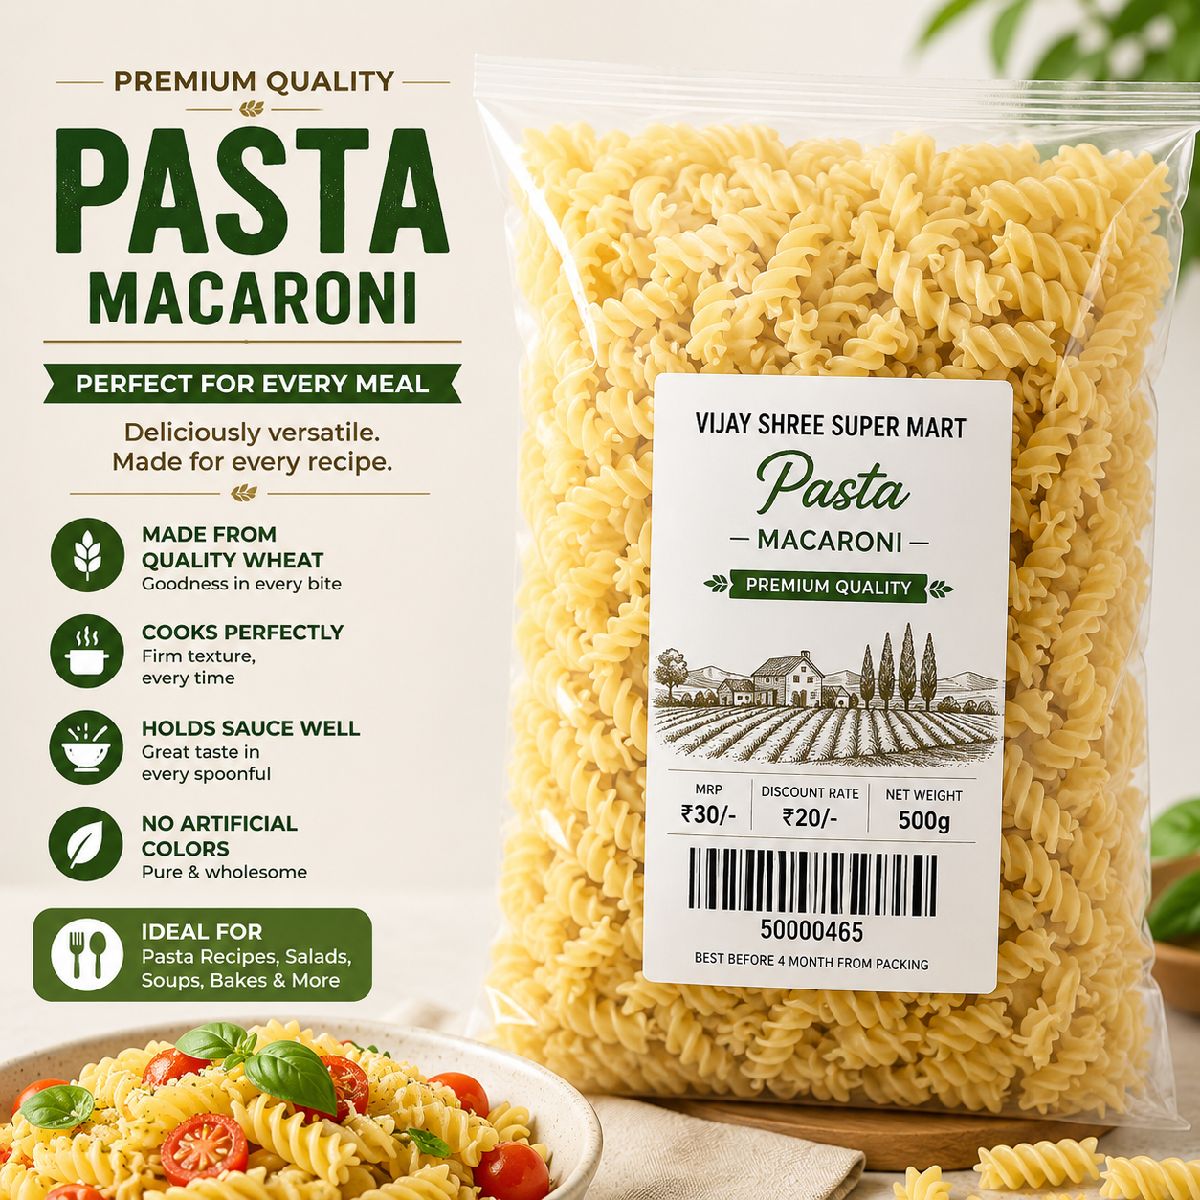 PREMIUM QUALITY
PASTA
MACARONI
PERFECT FOR EVERY MEAL
Deliciously versatile.
Made for every recipe.
MADE FROM
QUALITY WHEAT
Goodness in every bite
COOKS PERFECTLY
Firm texture,
every time
HOLDS SAUCE WELL
Great taste in
every spoonful
NO ARTIFICIAL
COLORS
Pure & wholesome
IDEAL FOR
Pasta Recipes, Salads,
Soups, Bakes & More
VIJAY SHREE SUPER MART
Pasta
— MACARONI —
PREMIUM QUALITY
MRP DISCOUNT RATE NET WEIGHT
₹30/- ₹20/- 500g
50000465
BEST BEFORE 4 MONTH FROM PACKING